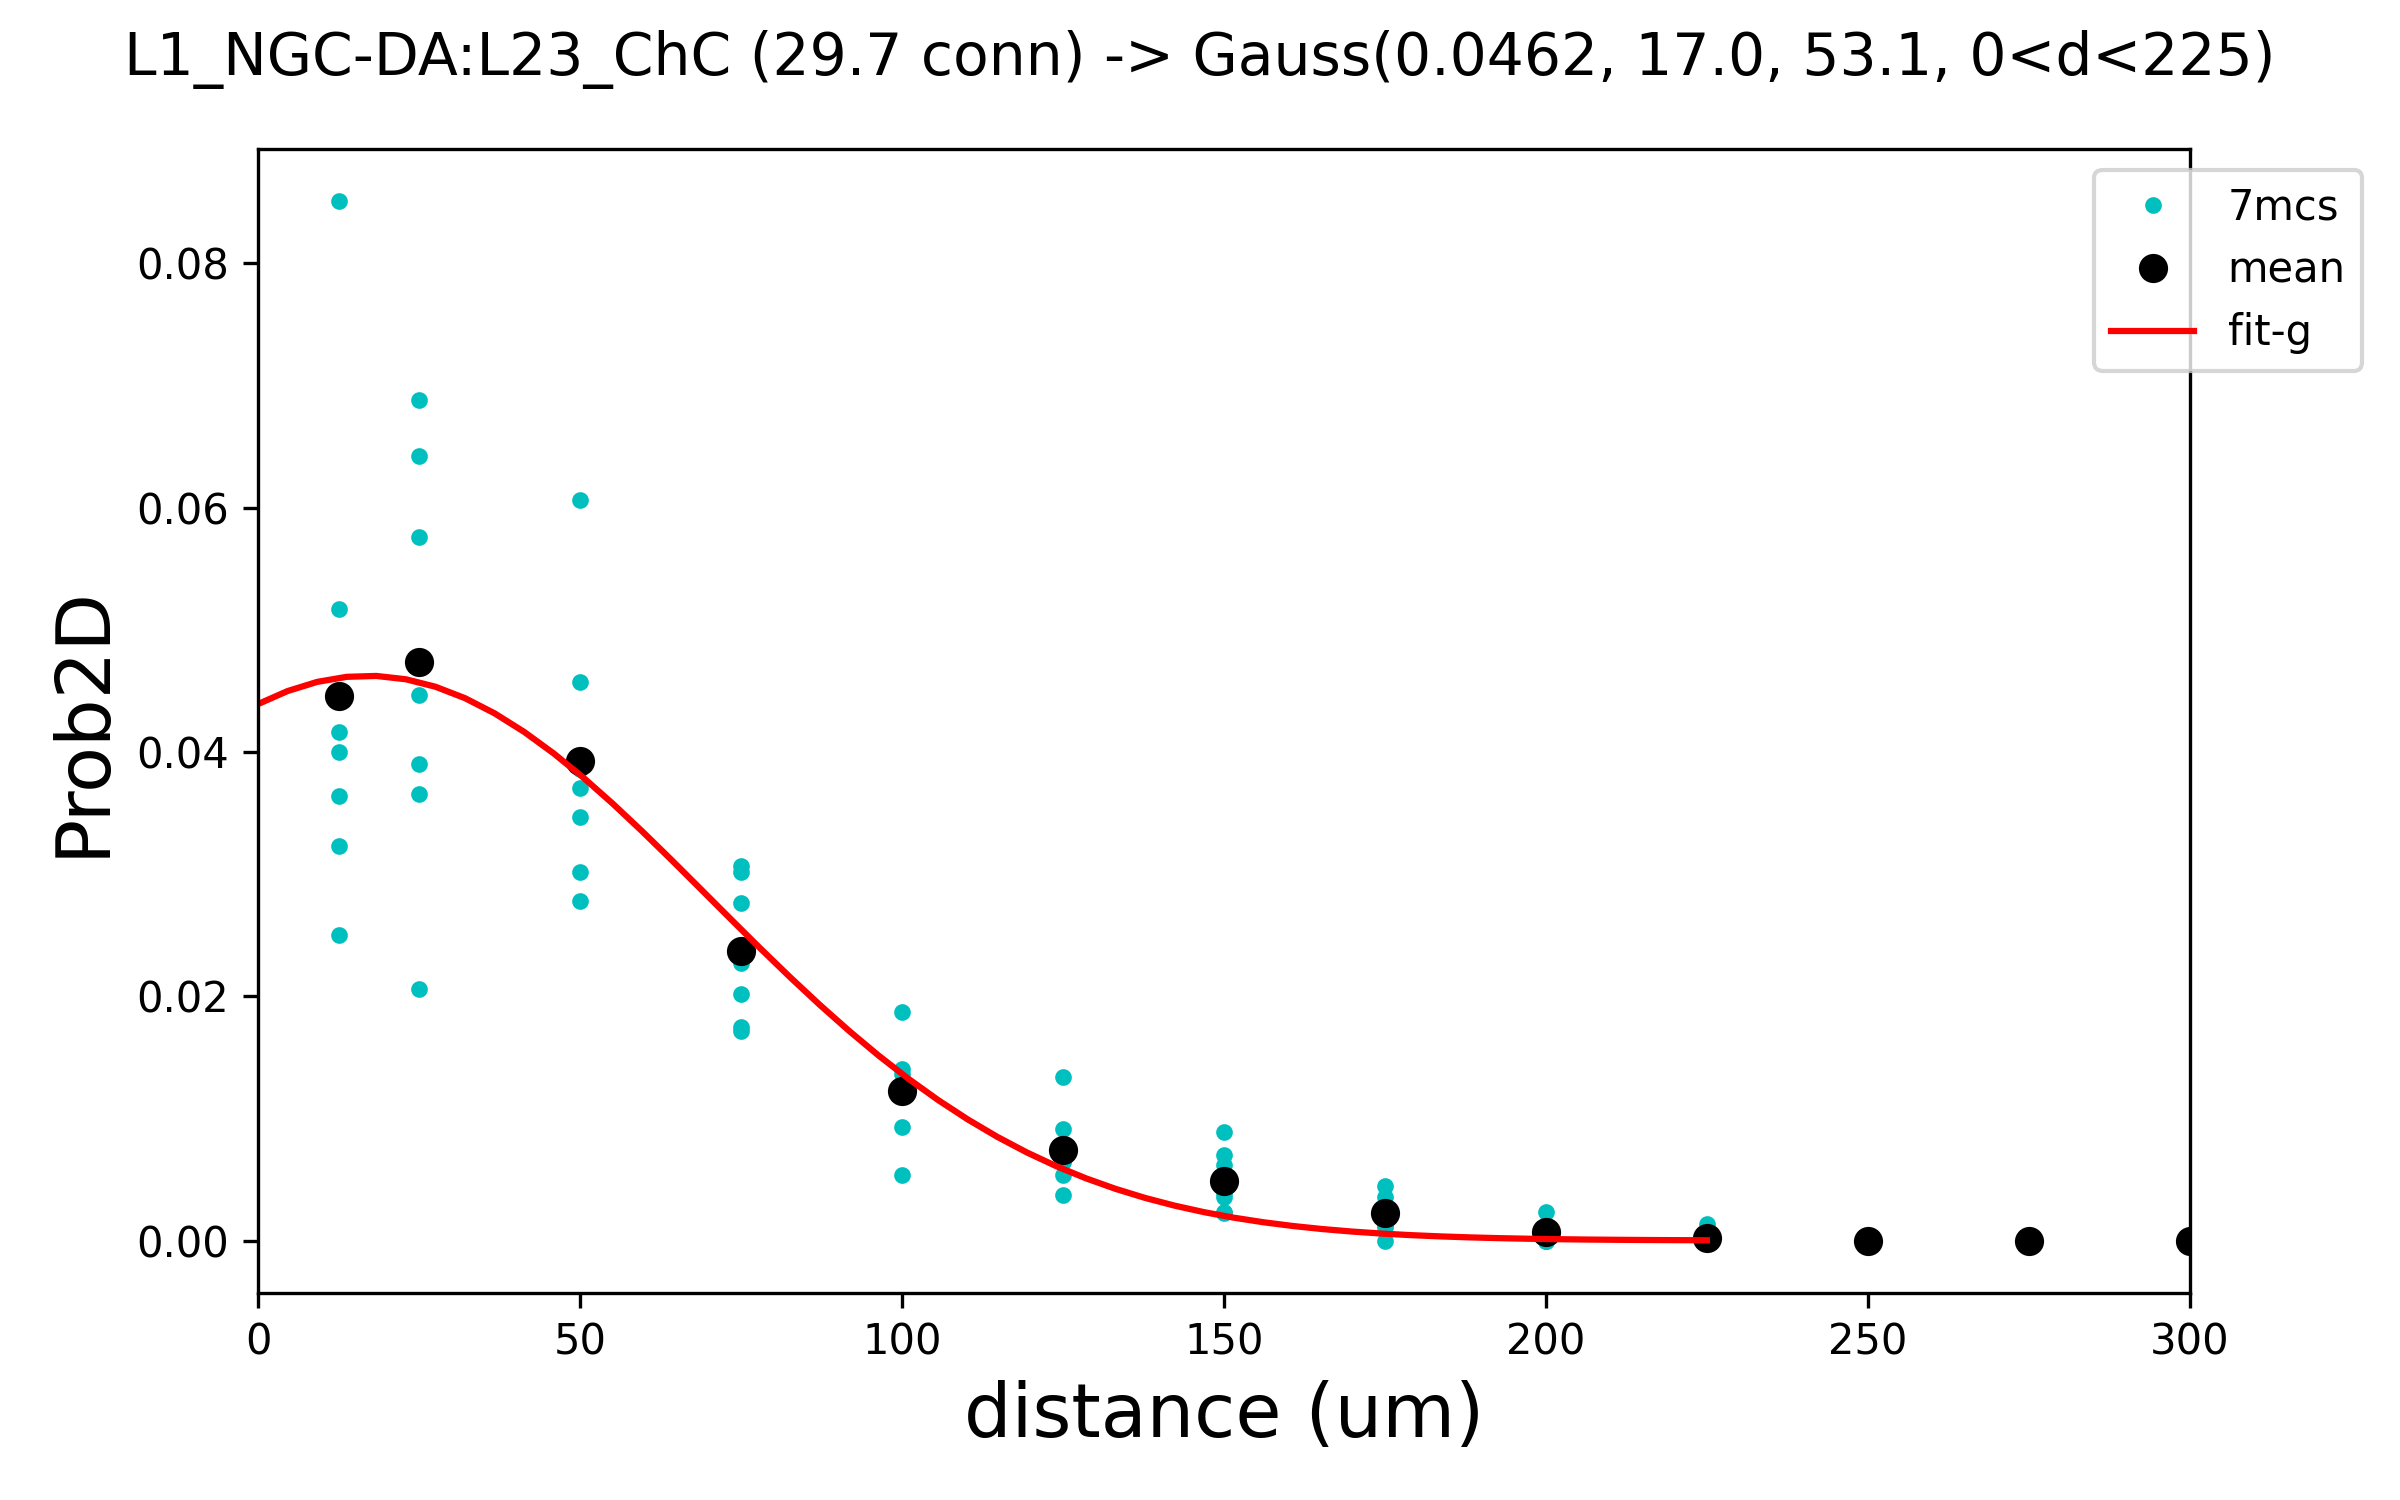 L1_NGC-DA:L23_ChC (29.7 conn) -> Gauss(0.0462, 17.0, 53.1, 0<d<225)
7mcs
mean
fit-g
Prob2D
0.08
0.06
0.04
0.02
0.00
0 50 100 150 200 250 300
distance (um)